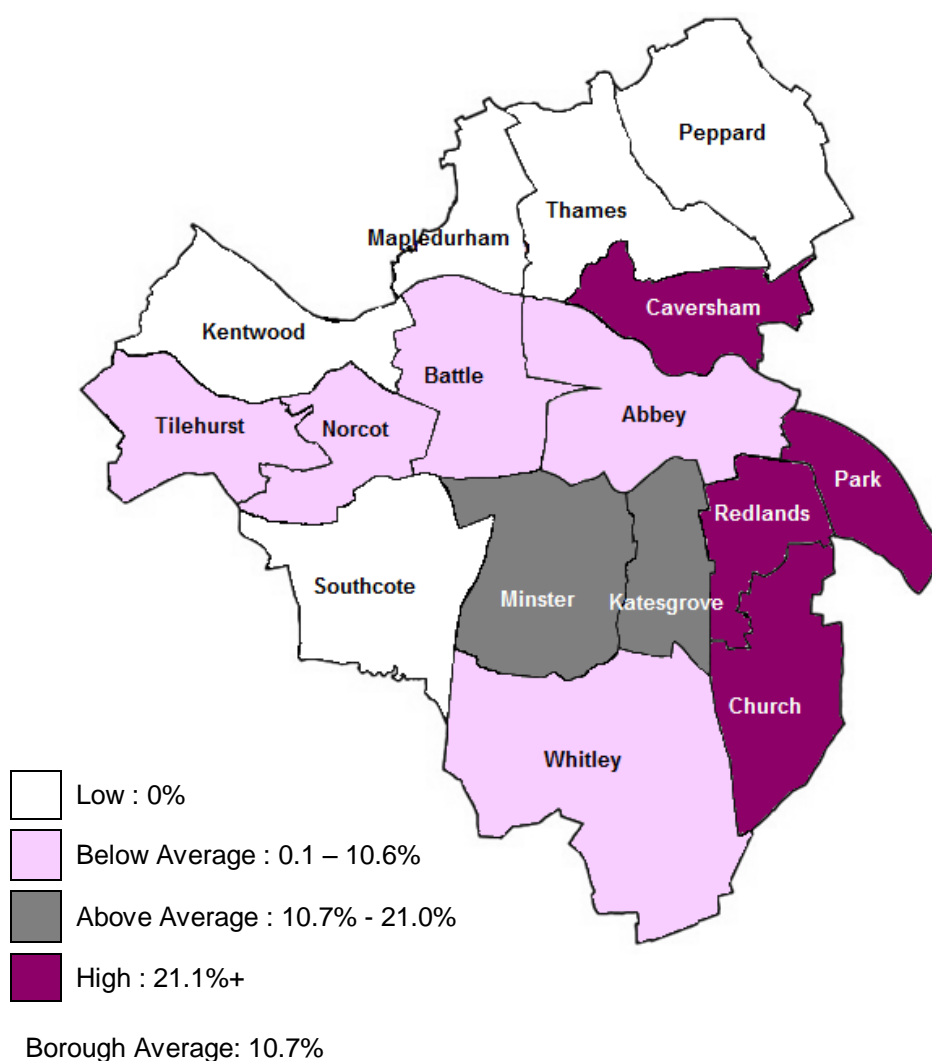 Peppard
Thames
Mapledurham
Caversham
Kentwood
Battle
Abbey
Tilehurst
Norcot
Park
Redlands
Southcote
Minster
Katesgrove
Church
Whitley
Low : 0%
Below Average : 0.1 – 10.6%
Above Average : 10.7% - 21.0%
High : 21.1%+
Borough Average: 10.7%